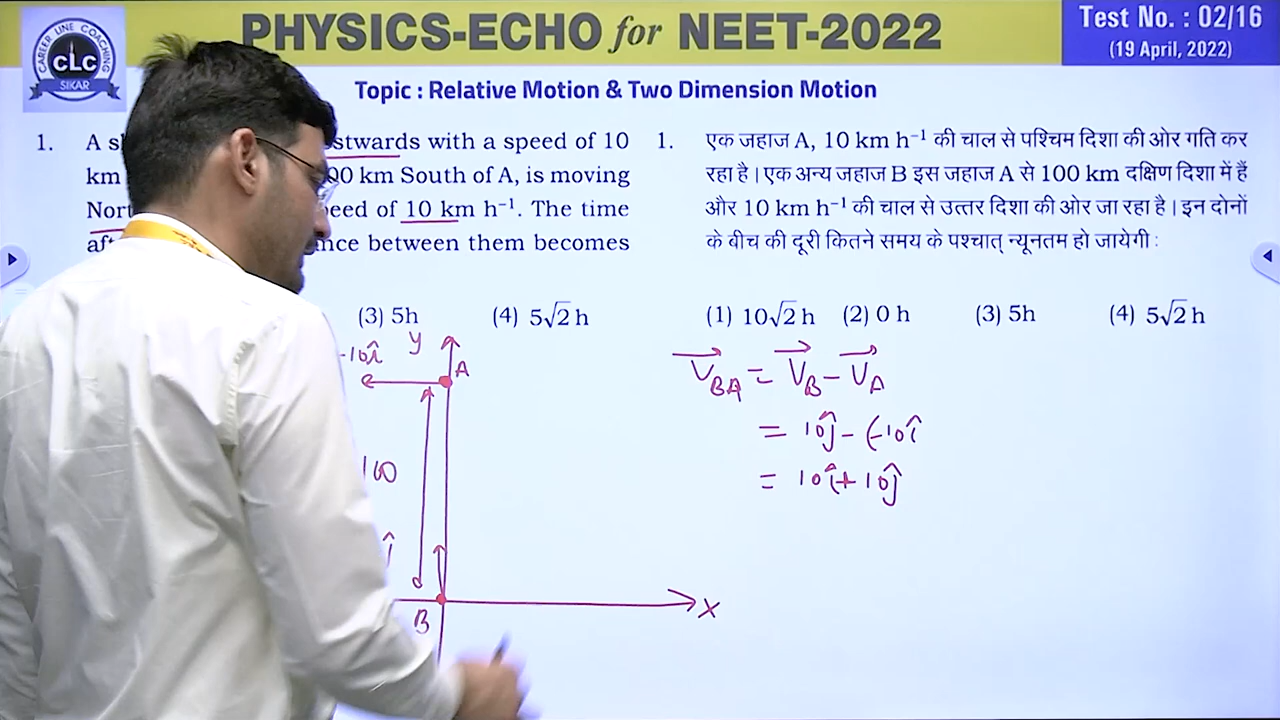 PHYSICS-ECHO for NEET-2022
Test No. : 02/16
(19 April, 2022)
CAREER LINE COACHING
CLC
SIKAR
Topic : Relative Motion & Two Dimension Motion
1. A stwards with a speed of 10
km 00 km South of A, is moving
Nort peed of 10 km h⁻¹. The time
aft nce between them becomes
(3) 5h (4) 5√2 h
1. एक जहाज A, 10 km h⁻¹ की चाल से पश्चिम दिशा की ओर गति कर
रहा है। एक अन्य जहाज B इस जहाज A से 100 km दक्षिण दिशा में हैं
और 10 km h⁻¹ की चाल से उत्तर दिशा की ओर जा रहा है। इन दोनों
के बीच की दूरी कितने समय के पश्चात् न्यूनतम हो जायेगी :
(1) 10√2 h (2) 0 h (3) 5h (4) 5√2 h
-10î
y
A
100
ĵ
B
x
V⃗BA = V⃗B - V⃗A
= 10ĵ - (-10î
= 10î + 10ĵ